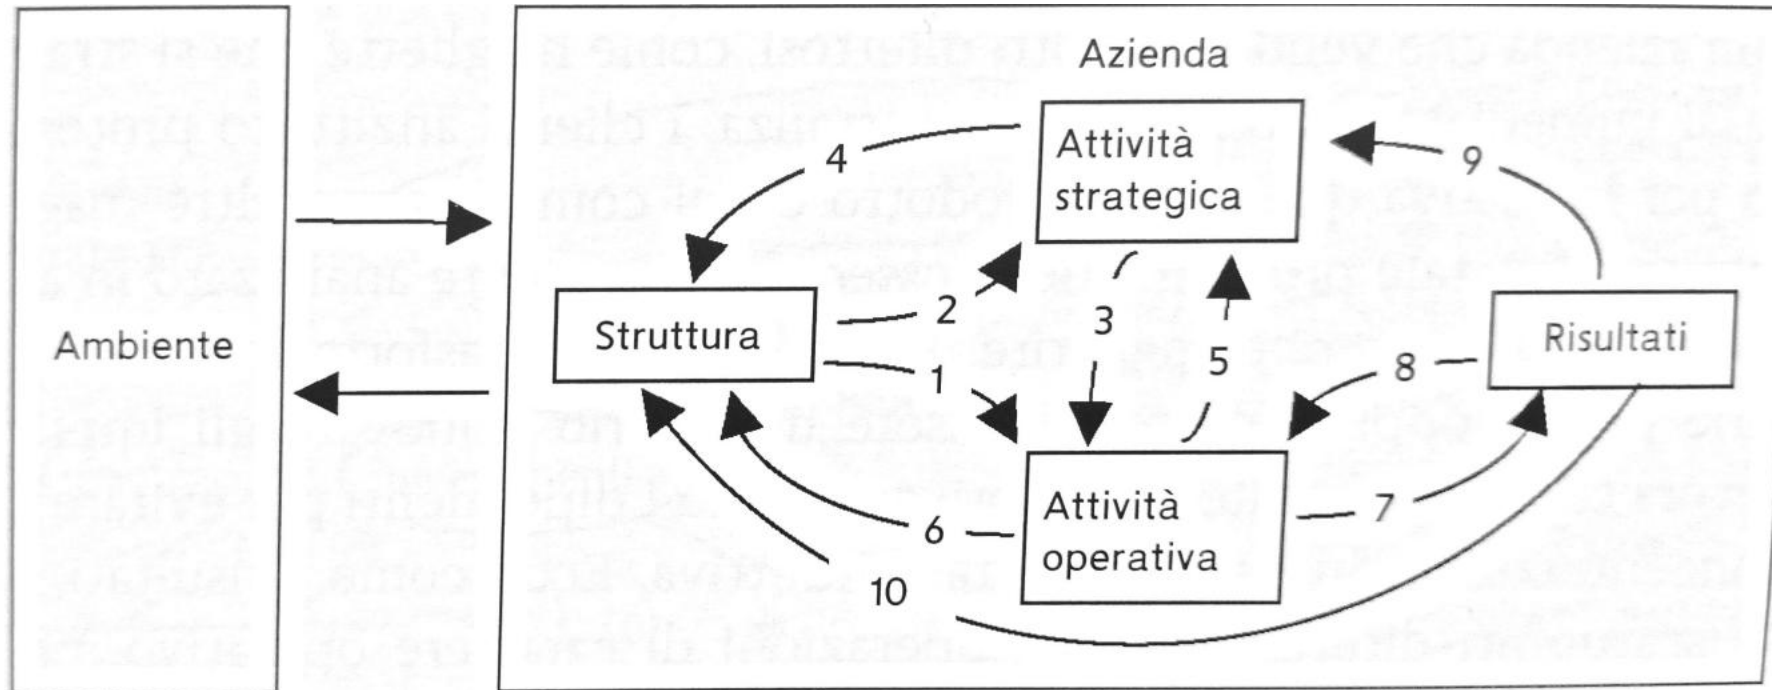 Azienda
Attività
strategica
4
9
Ambiente
Struttura
2
3
5
1
8
Risultati
Attività
operativa
6
7
10